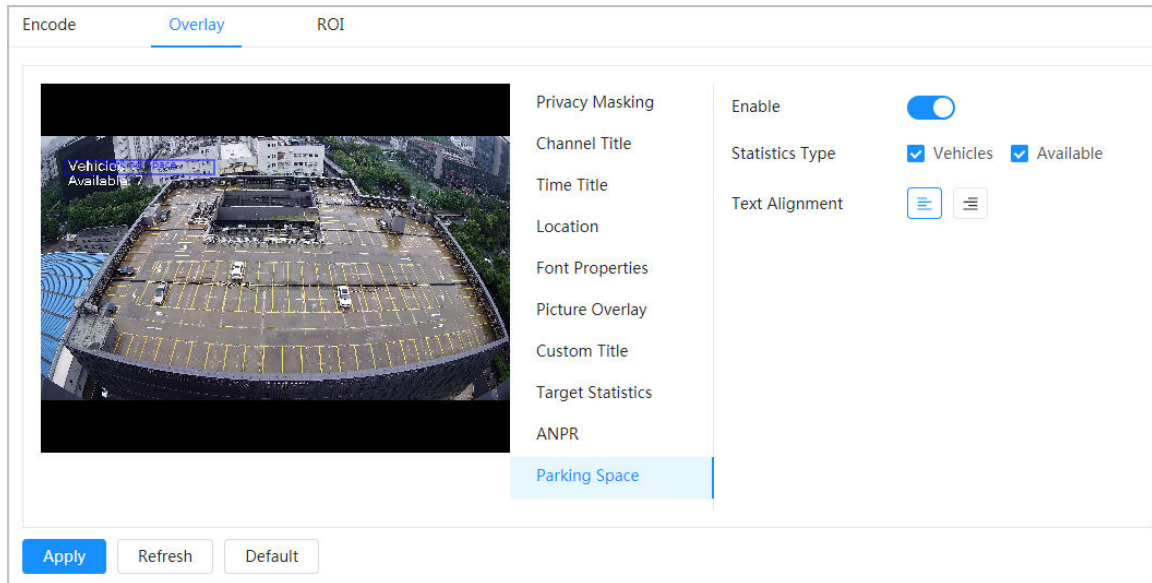 Encode Overlay ROI
Vehicles
Available: 7
Privacy Masking
Channel Title
Time Title
Location
Font Properties
Picture Overlay
Custom Title
Target Statistics
ANPR
Parking Space
Enable
Statistics Type Vehicles Available
Text Alignment
Apply Refresh Default